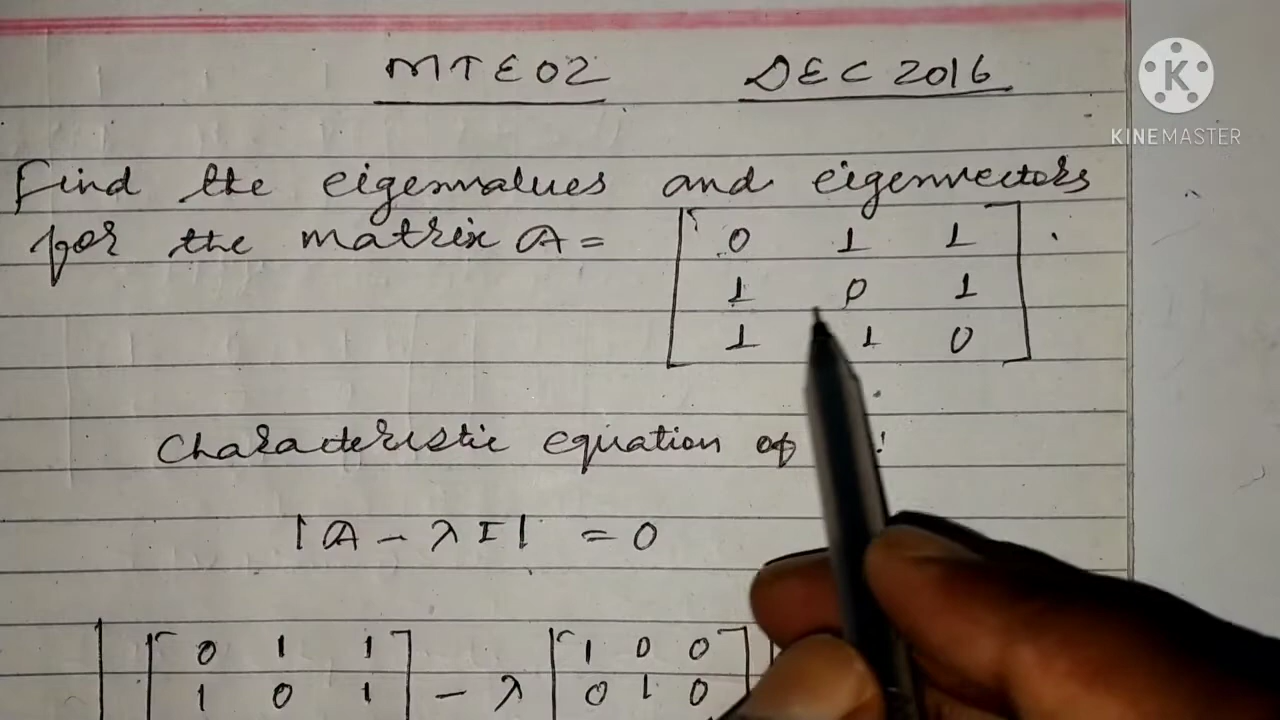 MTE02 DEC 2016
KINEMASTER
Find the eigenvalues and eigenvectors
for the matrix A = [ 0 1 1 ] .
1 0 1
1 1 0
Characteristic equation of
|A - λI| = 0
| [ 0 1 1 ] [ 1 0 0 ]
1 0 1 - λ 0 1 0